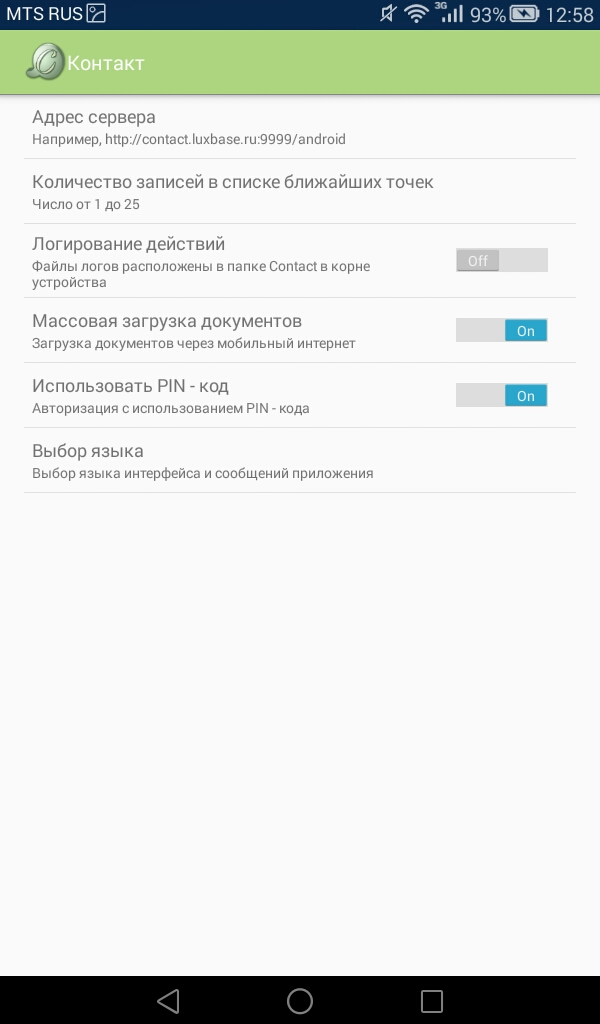 MTS RUS 3G 93% 12:58
Контакт
Адрес сервера
Например, http://contact.luxbase.ru:9999/android
Количество записей в списке ближайших точек
Число от 1 до 25
Логирование действий
Файлы логов расположены в папке Contact в корне
устройства
Off
Массовая загрузка документов
Загрузка документов через мобильный интернет
On
Использовать PIN - код
Авторизация с использованием PIN - кода
On
Выбор языка
Выбор языка интерфейса и сообщений приложения